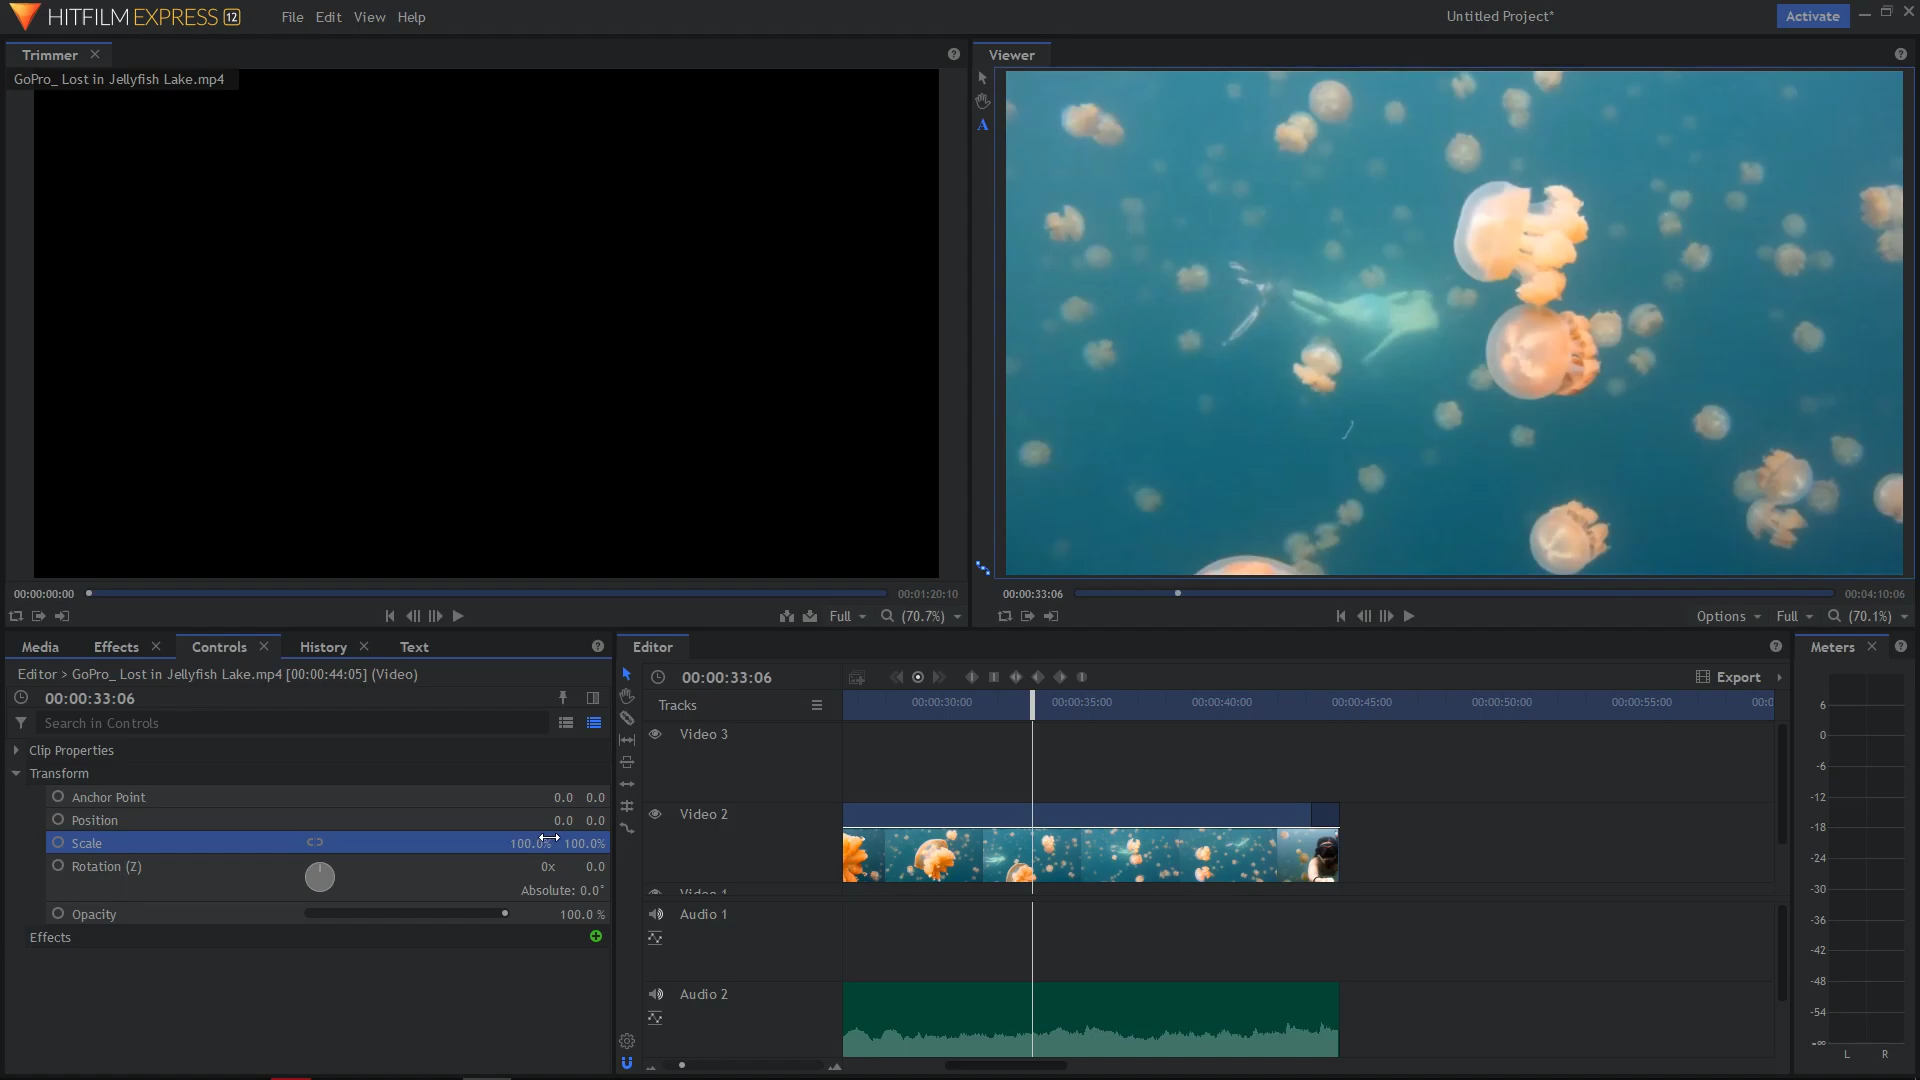 HITFILM EXPRESS 12
File Edit View Help
Untitled Project*
Activate
Trimmer
GoPro_ Lost in Jellyfish Lake.mp4
00:00:00:00
00:01:20:10
Full
(70.7%)
Viewer
A
00:00:33:06
00:04:10:06
Options
Full
(70.1%)
Media Effects Controls History Text
Editor > GoPro_ Lost in Jellyfish Lake.mp4 [00:00:44:05] (Video)
00:00:33:06
Search in Controls
Clip Properties
Transform
Anchor Point 0.0 0.0
Position 0.0 0.0
Scale 100.0% 100.0%
Rotation (Z) 0x 0.0
Absolute: 0.0°
Opacity 100.0 %
Effects
Editor
00:00:33:06
Export
Tracks
00:00:30:00 00:00:35:00 00:00:40:00 00:00:45:00 00:00:50:00 00:00:55:00
Video 3
Video 2
Video 1
Audio 1
Audio 2
Meters
6
0
-6
-12
-18
-24
-30
-36
-42
-48
-54
-∞
L R